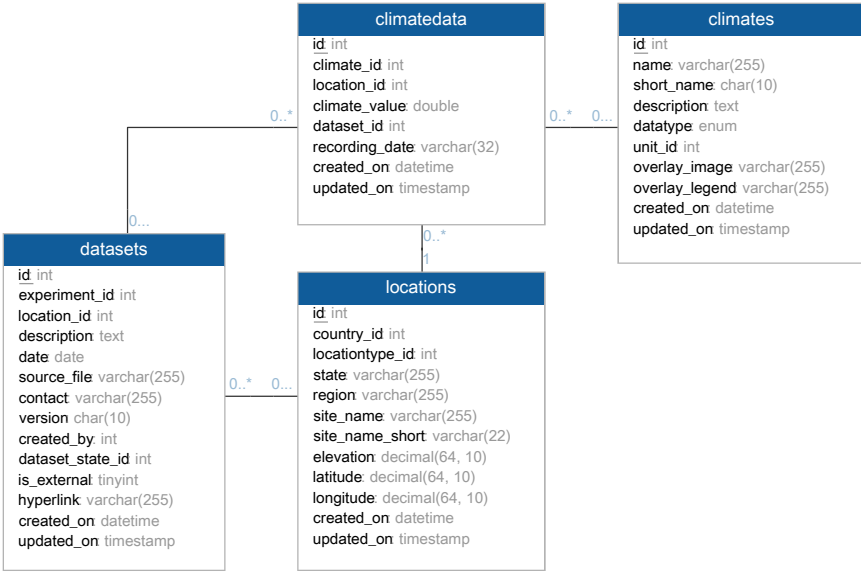 climatedata
id: int
climate_id: int
location_id: int
climate_value: double
dataset_id: int
recording_date: varchar(32)
created_on: datetime
updated_on: timestamp
climates
id: int
name: varchar(255)
short_name: char(10)
description: text
datatype: enum
unit_id: int
overlay_image: varchar(255)
overlay_legend: varchar(255)
created_on: datetime
updated_on: timestamp
0..*
0..*
0...
0...
0..*
1
datasets
id: int
experiment_id: int
location_id: int
description: text
date: date
source_file: varchar(255)
contact: varchar(255)
version: char(10)
created_by: int
dataset_state_id: int
is_external: tinyint
hyperlink: varchar(255)
created_on: datetime
updated_on: timestamp
0..*
0...
locations
id: int
country_id: int
locationtype_id: int
state: varchar(255)
region: varchar(255)
site_name: varchar(255)
site_name_short: varchar(22)
elevation: decimal(64, 10)
latitude: decimal(64, 10)
longitude: decimal(64, 10)
created_on: datetime
updated_on: timestamp